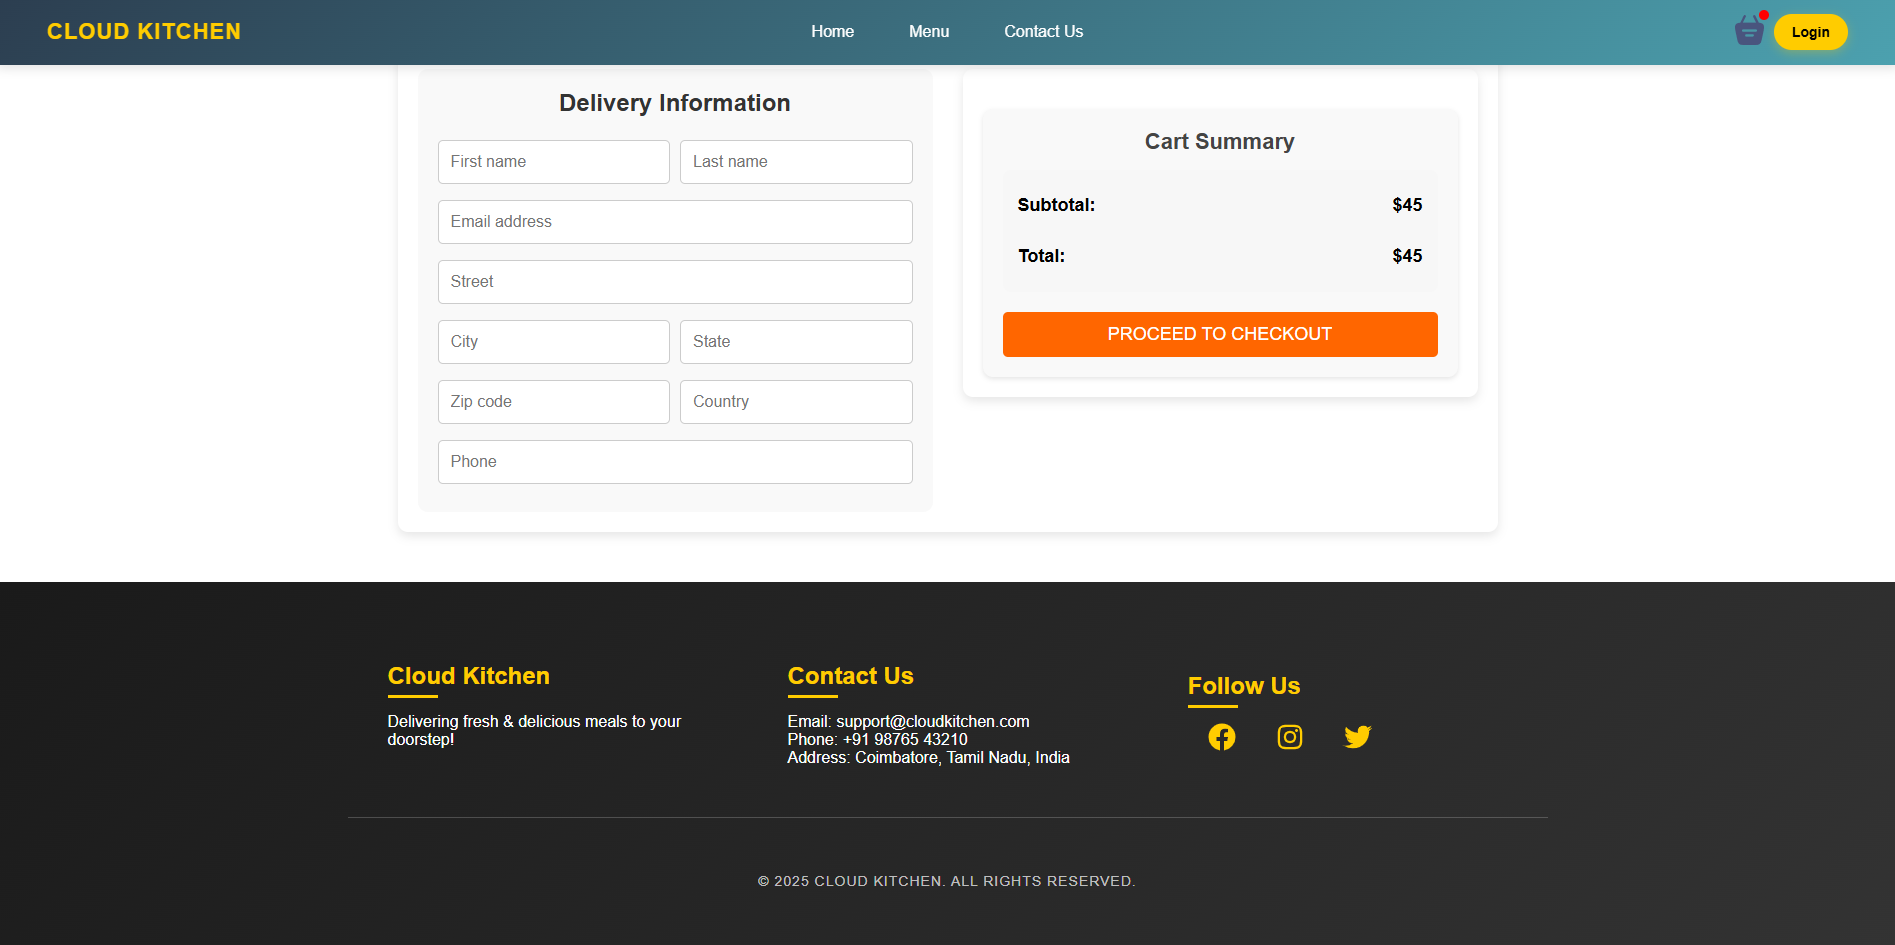 CLOUD KITCHEN
Home
Menu
Contact Us
Login
Delivery Information
First name
Last name
Email address
Street
City
State
Zip code
Country
Phone
Cart Summary
Subtotal: $45
Total: $45
PROCEED TO CHECKOUT
Cloud Kitchen
Delivering fresh & delicious meals to your
doorstep!
Contact Us
Email: support@cloudkitchen.com
Phone: +91 98765 43210
Address: Coimbatore, Tamil Nadu, India
Follow Us
© 2025 CLOUD KITCHEN. ALL RIGHTS RESERVED.